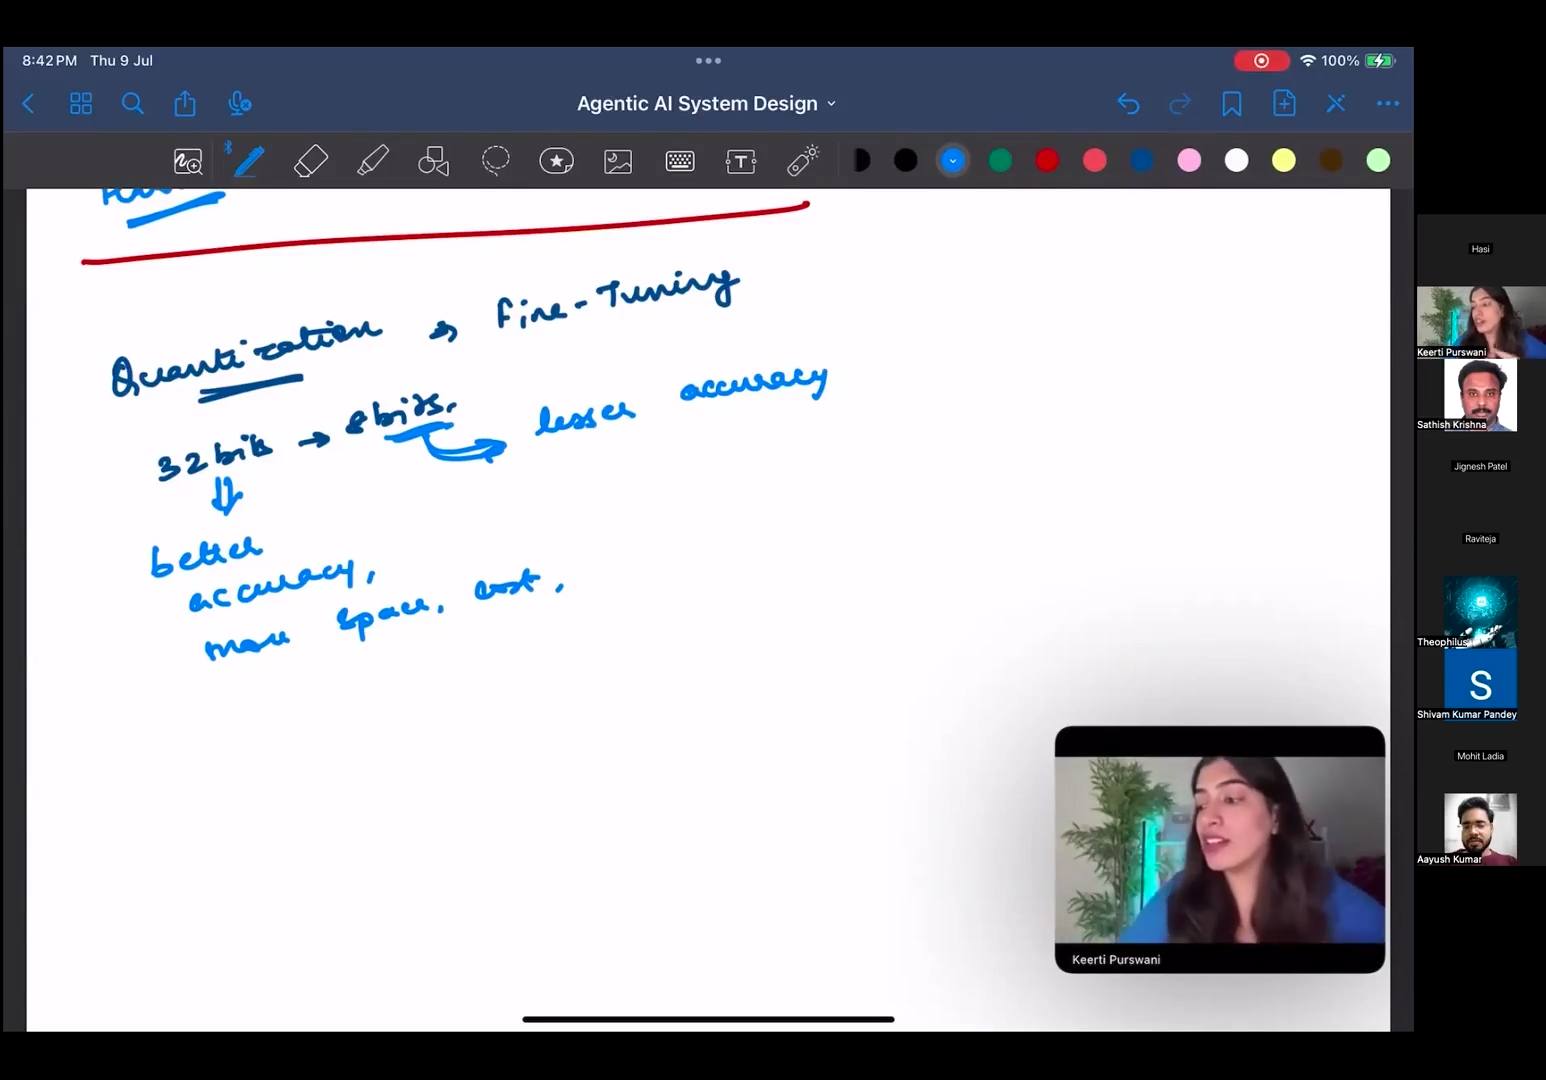 8:42 PM Thu 9 Jul
100%
Agentic AI System Design
Quantization → Fine-Tuning
32 bits → 8 bits.
lesser accuracy
better
accuracy,
more space, cost,
Hasi
Keerti Purswani
Sathish Krishna
Jignesh Patel
Raviteja
Theophilus
S
Shivam Kumar Pandey
Mohit Ladia
Aayush Kumar
Keerti Purswani